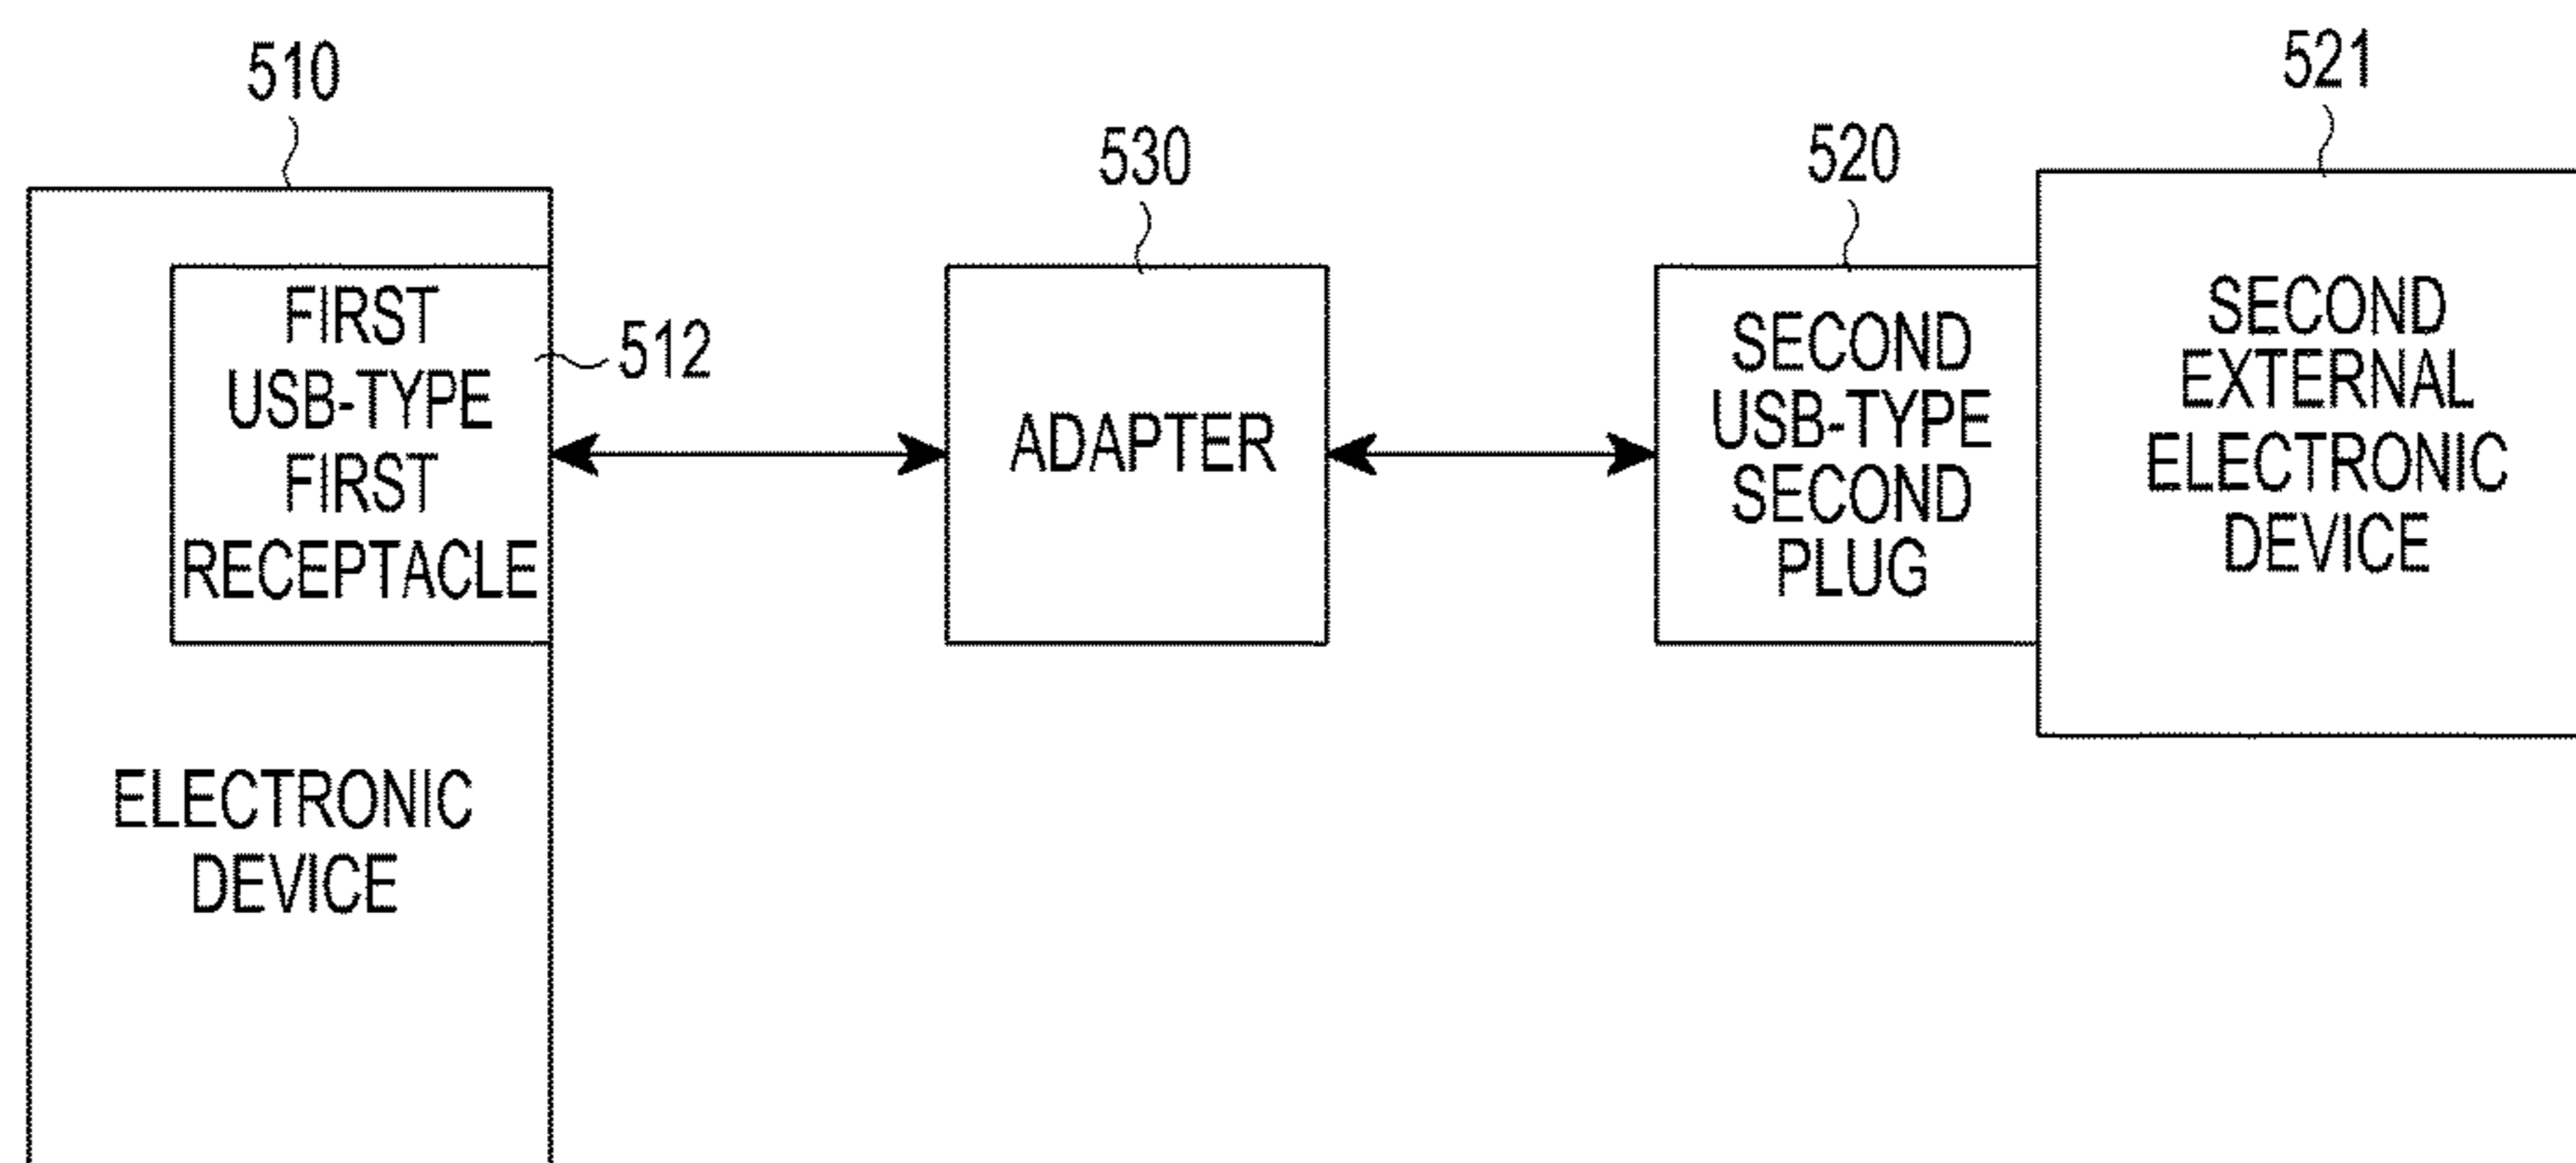 510
FIRST
USB-TYPE
FIRST
RECEPTACLE
512
ELECTRONIC
DEVICE
530
ADAPTER
520
SECOND
USB-TYPE
SECOND
PLUG
521
SECOND
EXTERNAL
ELECTRONIC
DEVICE